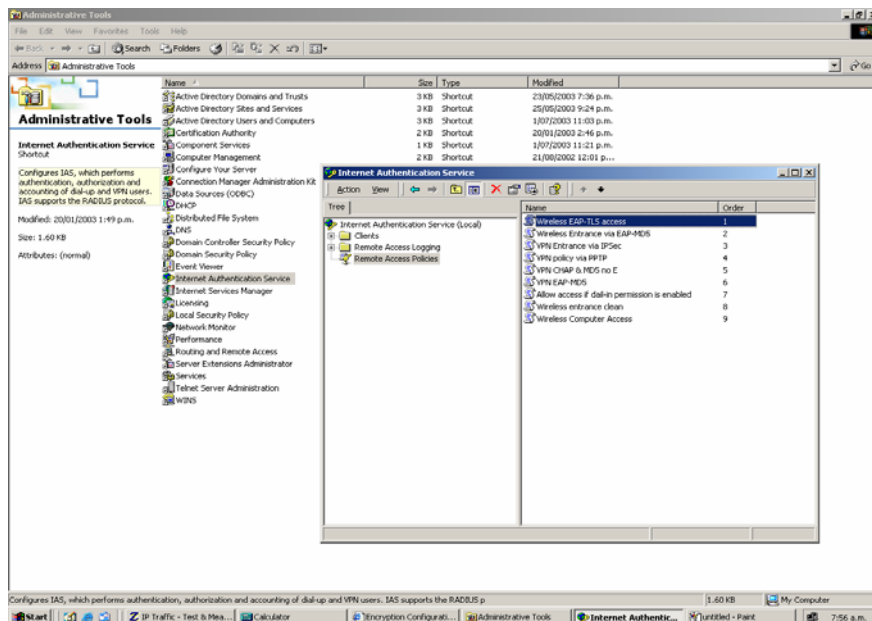 Administrative Tools
File Edit View Favorites Tools Help
Back Search Folders
Address Administrative Tools Go
Administrative Tools
Internet Authentication Service
Shortcut
Configures IAS, which performs
authentication, authorization and
accounting of dial-up and VPN users.
IAS supports the RADIUS protocol.
Modified: 20/01/2003 1:49 p.m.
Size: 1.60 KB
Attributes: (normal)
Name Size Type Modified
Active Directory Domains and Trusts 3 KB Shortcut 23/05/2003 7:36 p.m.
Active Directory Sites and Services 3 KB Shortcut 25/05/2003 9:24 p.m.
Active Directory Users and Computers 3 KB Shortcut 1/07/2003 11:03 p.m.
Certification Authority 2 KB Shortcut 20/01/2003 2:46 p.m.
Component Services 1 KB Shortcut 1/07/2003 11:21 p.m.
Computer Management 2 KB Shortcut 21/08/2002 12:01 p...
Configure Your Server
Connection Manager Administration Kit
Data Sources (ODBC)
DHCP
Distributed File System
DNS
Domain Controller Security Policy
Domain Security Policy
Event Viewer
Internet Authentication Service
Internet Services Manager
Licensing
Local Security Policy
Network Monitor
Performance
Routing and Remote Access
Server Extensions Administrator
Services
Telnet Server Administration
WINS
Internet Authentication Service
Action View
Tree
Internet Authentication Service (Local)
Clients
Remote Access Logging
Remote Access Policies
Name Order
Wireless EAP-TLS access 1
Wireless Entrance via EAP-MD5 2
VPN Entrance via IPSec 3
VPN policy via PPTP 4
VPN CHAP & MD5 no E 5
VPN EAP-MD5 6
Allow access if dial-in permission is enabled 7
Wireless entrance clean 8
Wireless Computer Access 9
Configures IAS, which performs authentication, authorization and accounting of dial-up and VPN users. IAS supports the RADIUS p 1.60 KB My Computer
Start IP Traffic - Test & Mea... Calculator Encryption Configurati... Administrative Tools Internet Authentic... untitled - Paint 7:56 a.m.